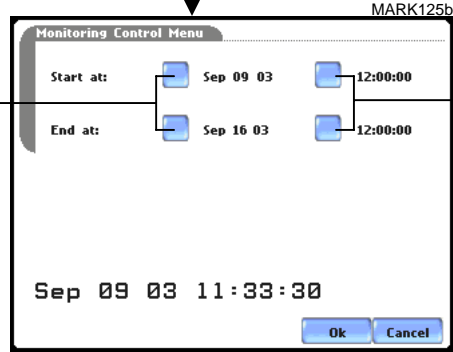 MARK125b
Monitoring Control Menu
Start at: Sep 09 03 12:00:00
End at: Sep 16 03 12:00:00
Sep 09 03 11:33:30
Ok Cancel